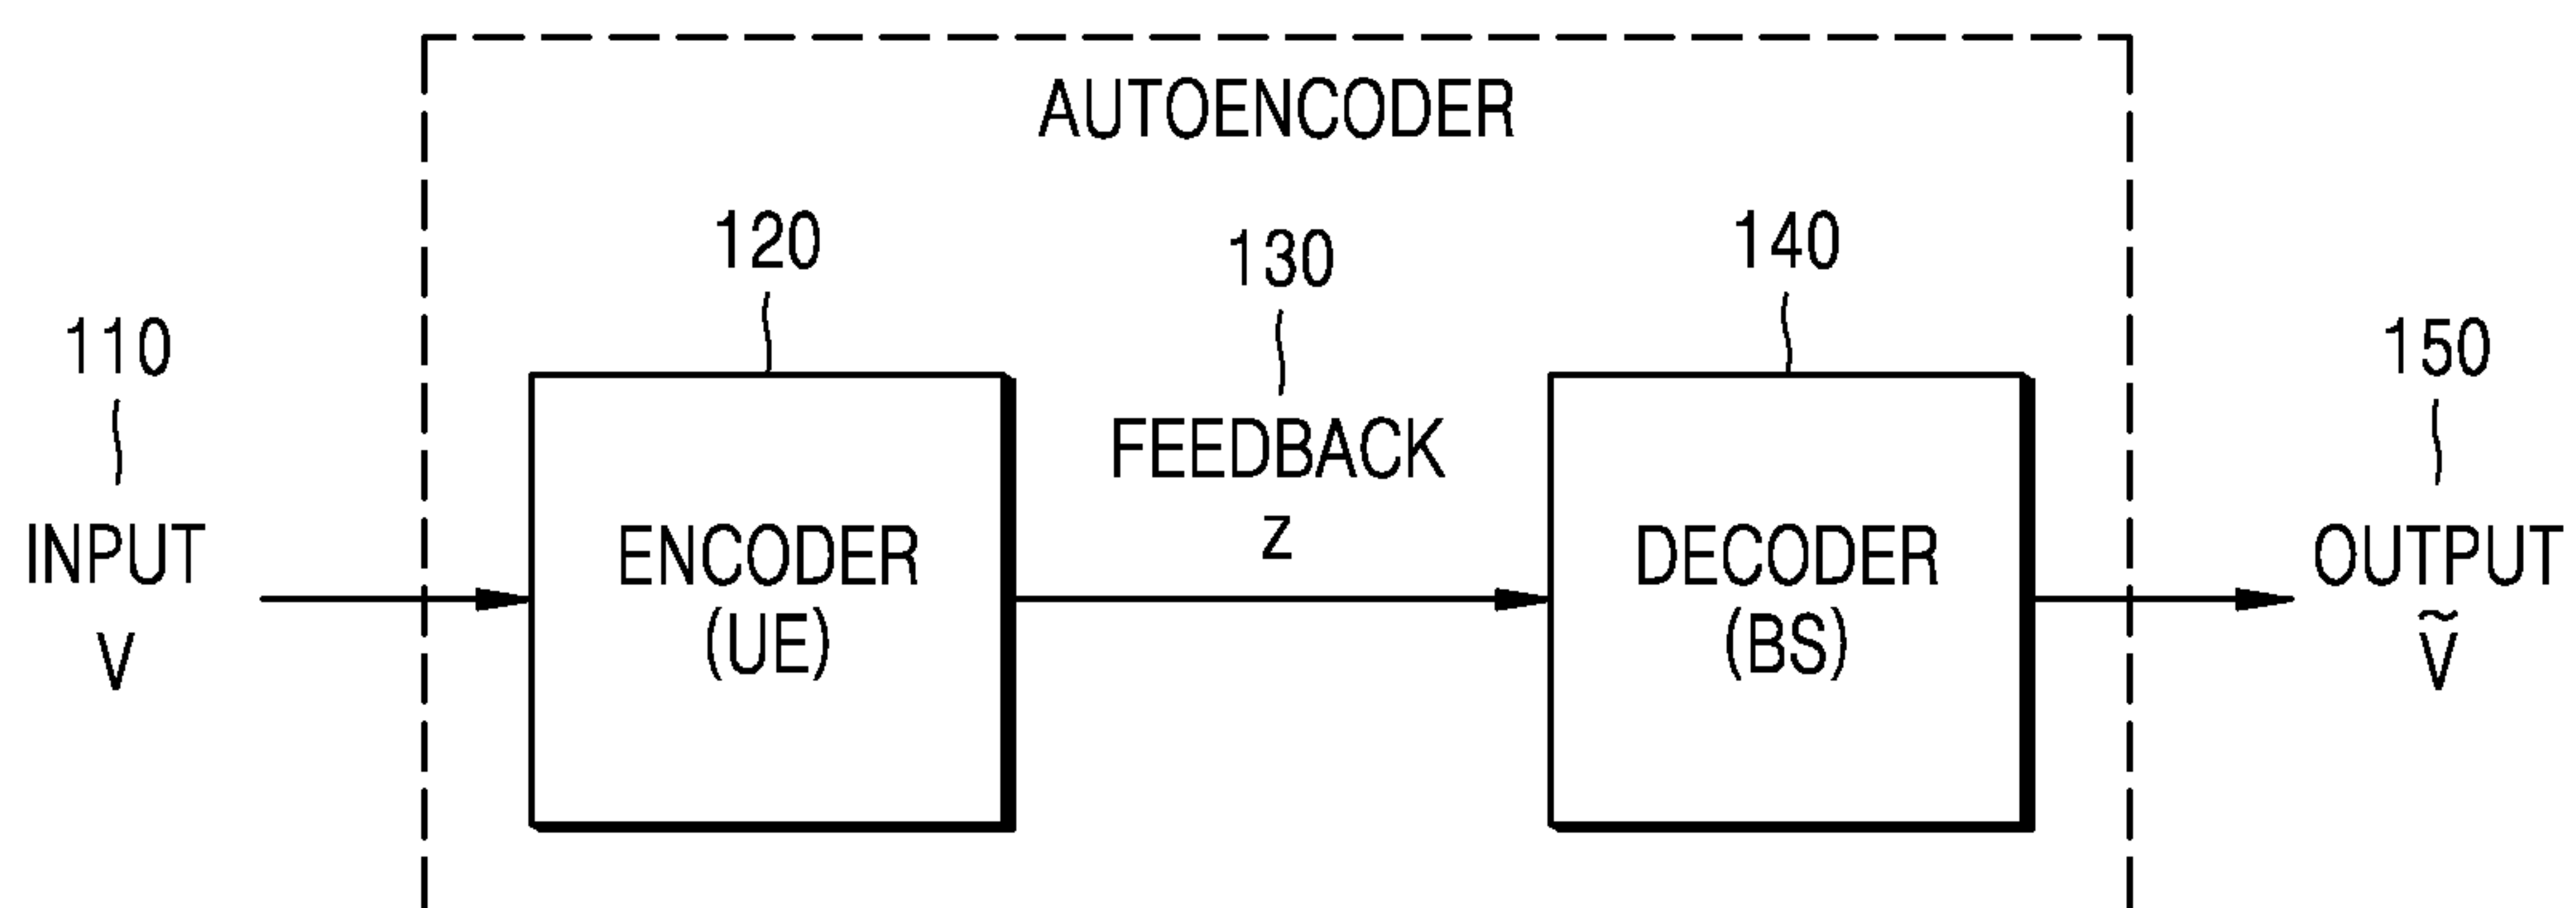 AUTOENCODER
110
INPUT
V
120
ENCODER
(UE)
130
FEEDBACK
Z
140
DECODER
(BS)
150
OUTPUT
Ṽ